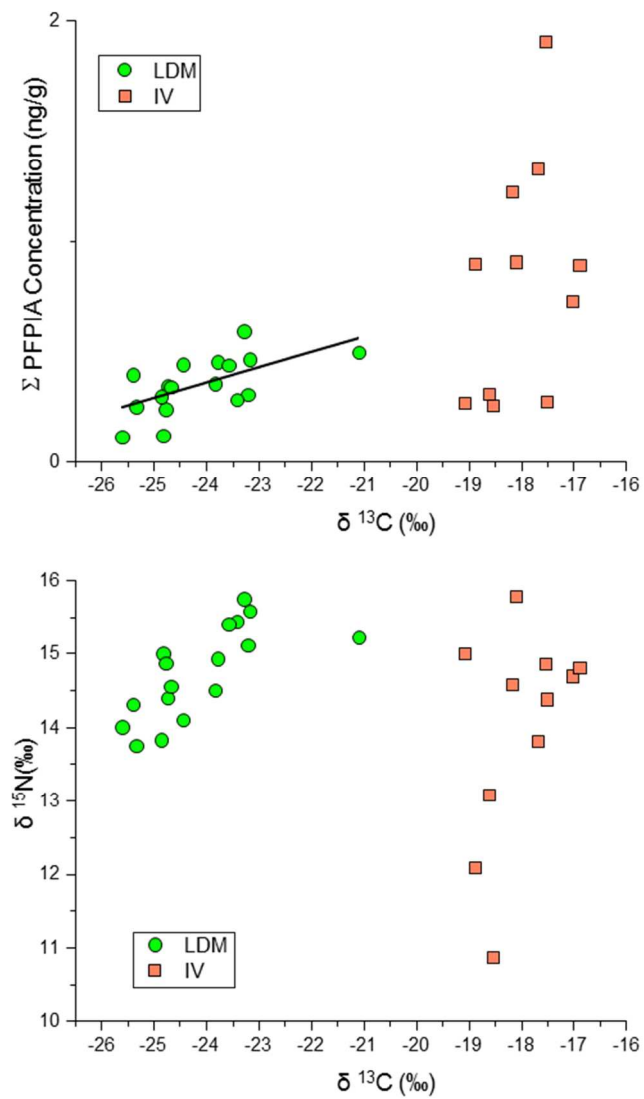 2
LDM
IV
Σ PFPIA Concentration (ng/g)
0
-26 -25 -24 -23 -22 -21 -20 -19 -18 -17 -16
δ ¹³C (‰)
16
15
14
13
12
11
10
δ ¹⁵N(‰)
LDM
IV
-26 -25 -24 -23 -22 -21 -20 -19 -18 -17 -16
δ ¹³C (‰)